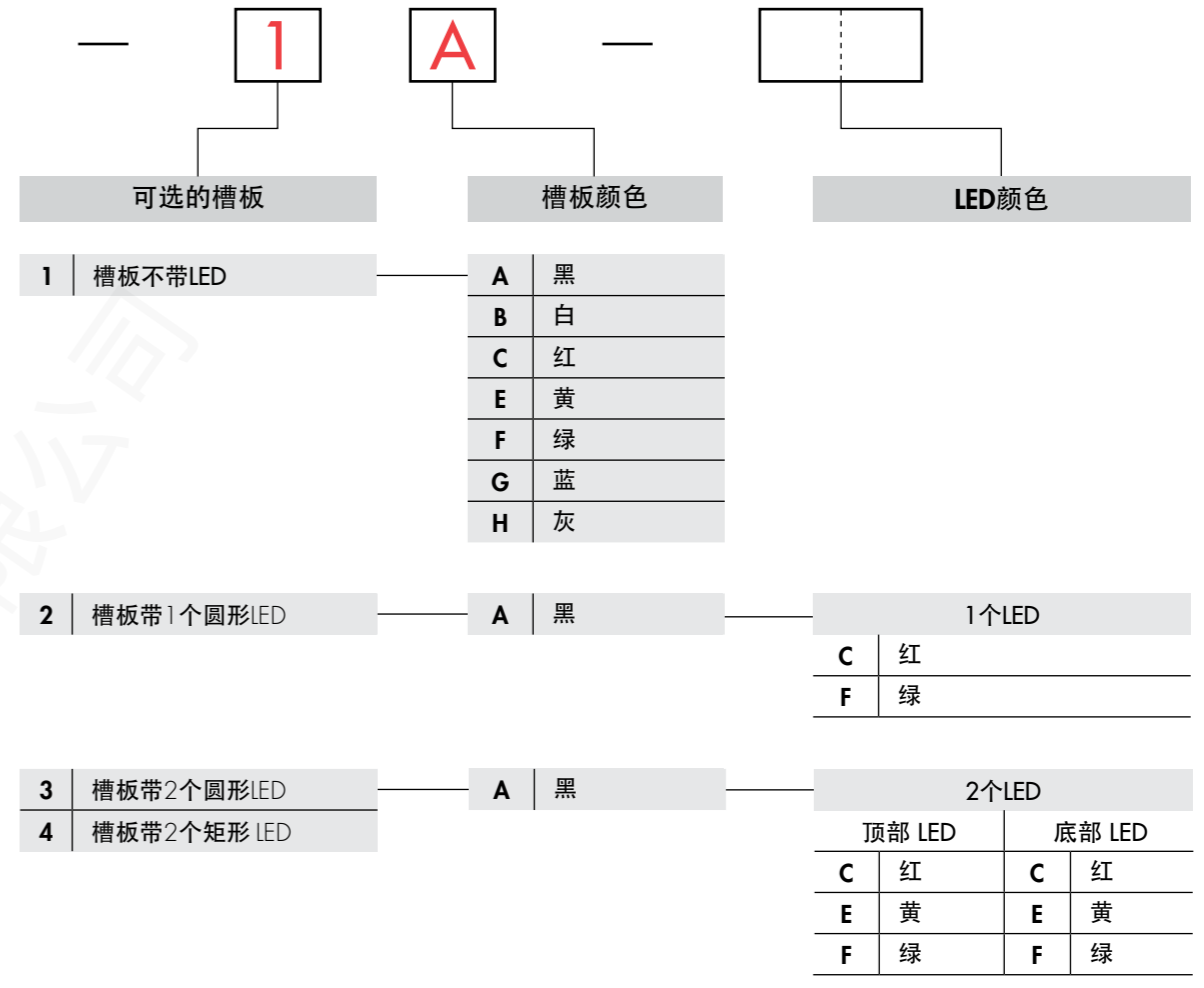 — 1 A —
可选的槽板 槽板颜色 LED颜色
1 槽板不带LED A 黑
B 白
C 红
E 黄
F 绿
G 蓝
H 灰
2 槽板带1个圆形LED A 黑 1个LED
C 红
F 绿
3 槽板带2个圆形LED A 黑 2个LED
4 槽板带2个矩形 LED 顶部 LED 底部 LED
C 红 C 红
E 黄 E 黄
F 绿 F 绿
限公司